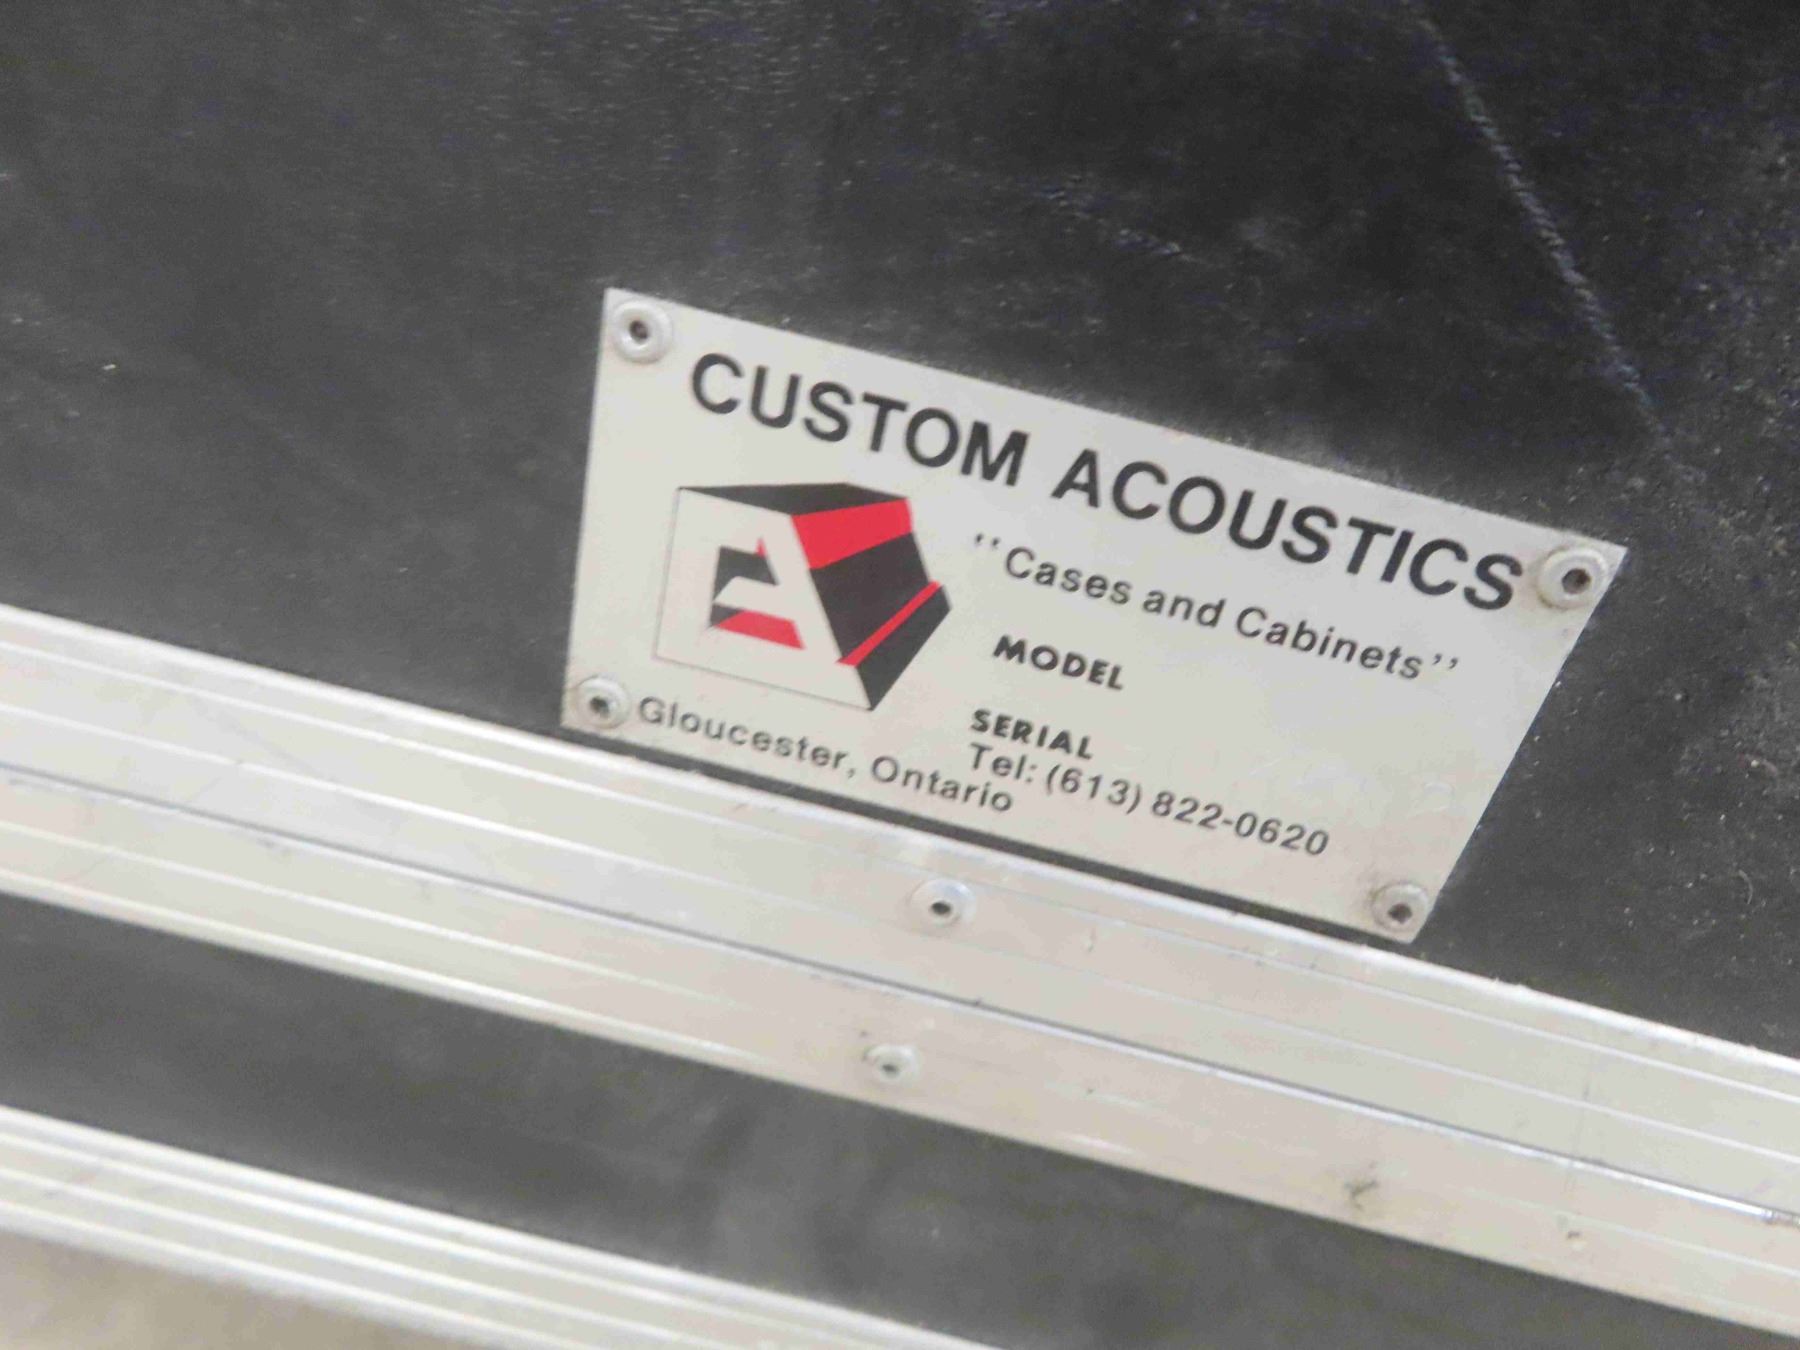 CUSTOM ACOUSTICS
''Cases and Cabinets''
MODEL
SERIAL
Tel: (613) 822-0620
Gloucester, Ontario